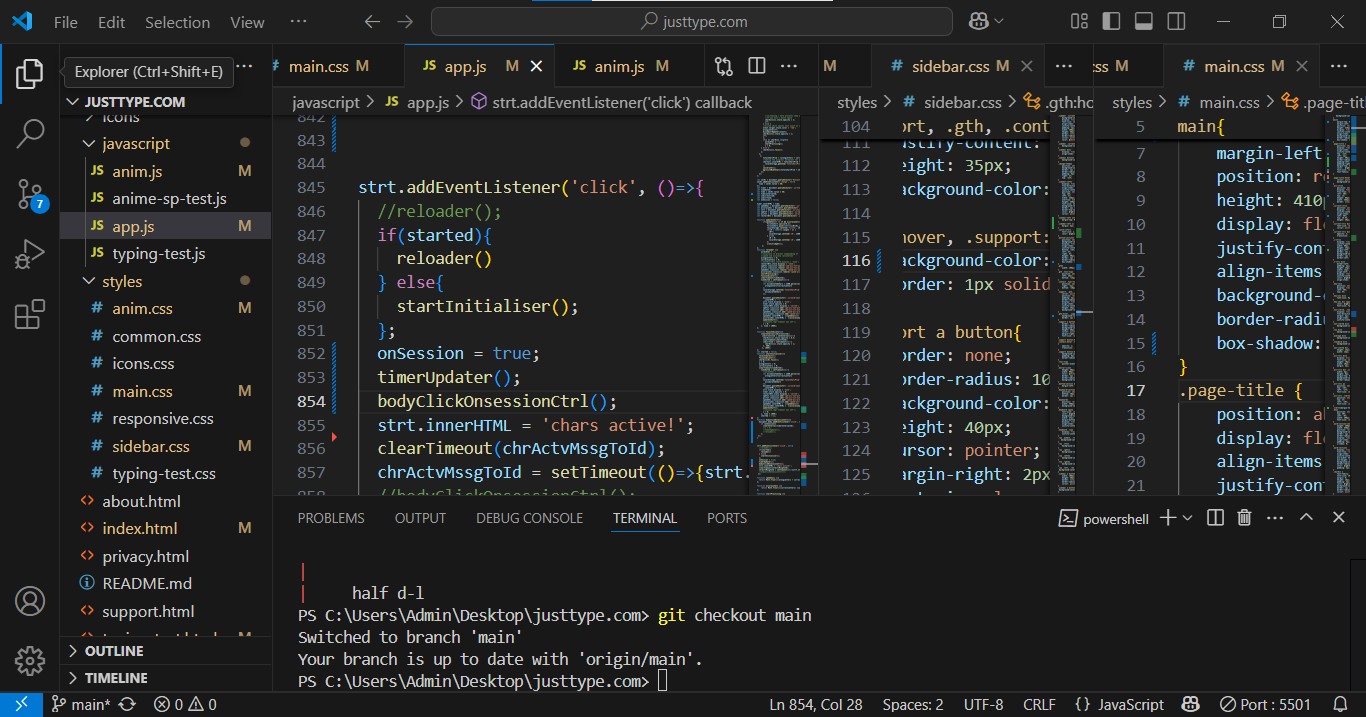 File Edit Selection View ··· justtype.com
Explorer (Ctrl+Shift+E)
···
JUSTTYPE.COM
icons
javascript
JS anim.js M
JS anime-sp-test.js
JS app.js M
JS typing-test.js
styles
# anim.css M
# common.css
# icons.css
# main.css M
# responsive.css
# sidebar.css M
# typing-test.css
<> about.html
<> index.html M
<> privacy.html
README.md
<> support.html
OUTLINE
TIMELINE
7
# main.css M
JS app.js M
JS anim.js M
···
javascript > JS app.js > strt.addEventListener('click') callback
842
843
844
845 strt.addEventListener('click', ()=>{
846 //reloader();
847 if(started){
848 reloader()
849 } else{
850 startInitialiser();
851 };
852 onSession = true;
853 timerUpdater();
854 bodyClickOnsessionCtrl();
855 strt.innerHTML = 'chars active!';
856 clearTimeout(chrActvMssgToId);
857 chrActvMssgToId = setTimeout(()=>{strt.
858 //bodyClickOnsessionCtrl();
M # sidebar.css M ···
styles > # sidebar.css > .gth:ho
104 ort, .gth, .cont
111 ustify-content:
112 eight: 35px;
113 ackground-color:
114
115 hover, .support:
116 ackground-color:
117 order: 1px solid
118
119 ort a button{
120 order: none;
121 order-radius: 10
122 ackground-color:
123 eight: 40px;
124 ursor: pointer;
125 argin-right: 2px
ss M # main.css M ···
styles > # main.css > .page-tit
5 main{
7 margin-left
8 position: re
9 height: 410p
10 display: fle
11 justify-con
12 align-items
13 background-
14 border-radi
15 box-shadow:
16 }
17 .page-title {
18 position: a
19 display: fle
20 align-items
21 justify-con
PROBLEMS OUTPUT DEBUG CONSOLE TERMINAL PORTS powershell ···
|
| half d-l
PS C:\Users\Admin\Desktop\justtype.com> git checkout main
Switched to branch 'main'
Your branch is up to date with 'origin/main'.
PS C:\Users\Admin\Desktop\justtype.com>
main* 0 0 Ln 854, Col 28 Spaces: 2 UTF-8 CRLF {} JavaScript Port : 5501